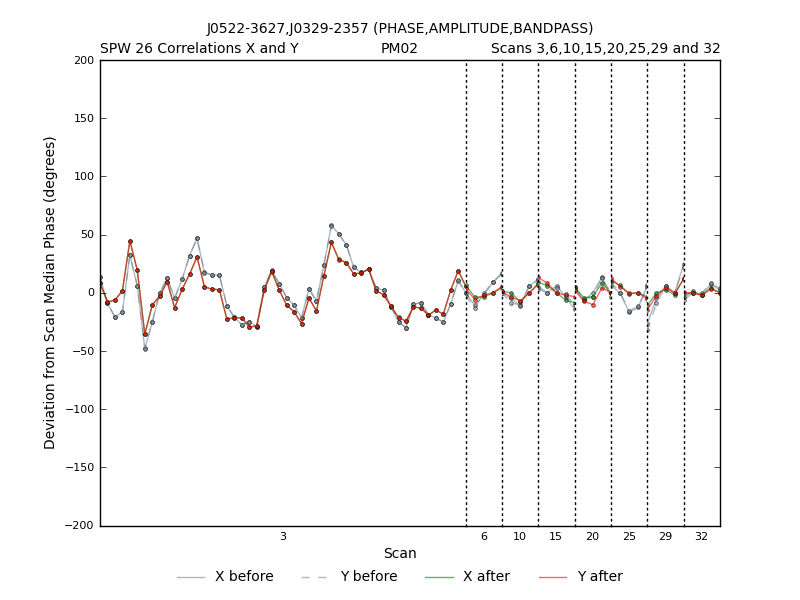 J0522-3627,J0329-2357 (PHASE,AMPLITUDE,BANDPASS)
SPW 26 Correlations X and Y PM02 Scans 3,6,10,15,20,25,29 and 32
200
150
100
50
0
−50
−100
−150
−200
Deviation from Scan Median Phase (degrees)
3 6 10 15 20 25 29 32
Scan
X before Y before X after Y after